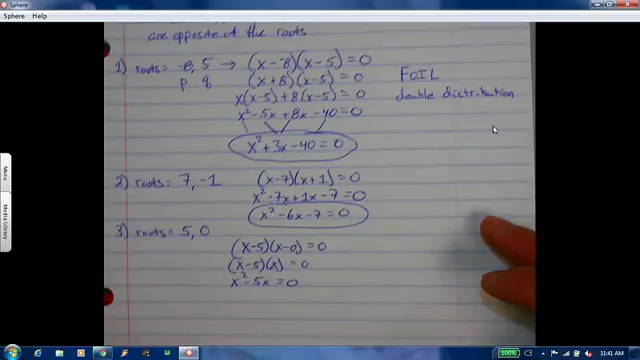 Sphere
Sphere Help
are opposite of the roots
1) roots = -8, 5 → (x - -8)(x - 5) = 0
p q
(x+8)(x-5) = 0
FOIL
x(x-5) + 8(x-5) = 0
double distribution
x² - 5x + 8x - 40 = 0
x² + 3x - 40 = 0
2) roots = 7, -1
(x-7)(x+1) = 0
x² - 7x + 1x - 7 = 0
x² - 6x - 7 = 0
3) roots = 5, 0
(x-5)(x-0) = 0
(x-5)(x) = 0
x² - 5x = 0
Media
Media Library
100%
11:41 AM